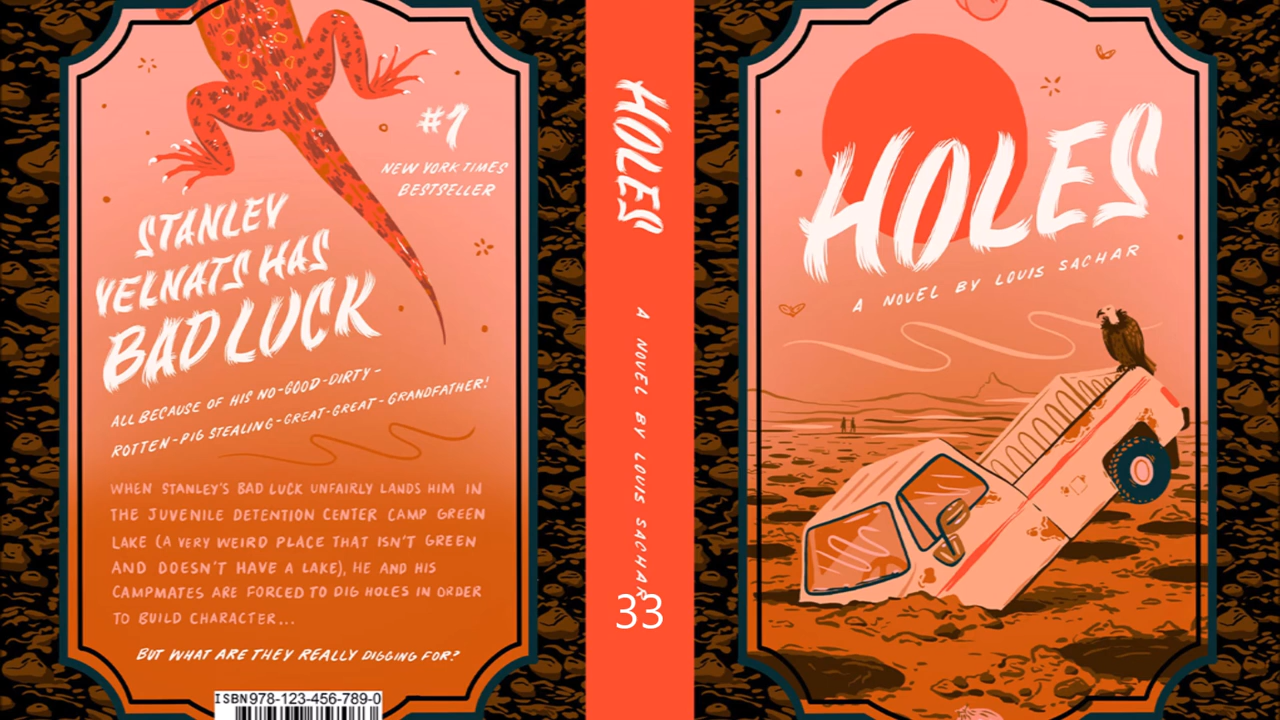 #1
NEW YORK TIMES
BESTSELLER
STANLEY
YELNATS HAS
BAD LUCK
ALL BECAUSE OF HIS NO-GOOD-DIRTY-
ROTTEN-PIG STEALING-GREAT-GREAT-GRANDFATHER!
WHEN STANLEY'S BAD LUCK UNFAIRLY LANDS HIM IN
THE JUVENILE DETENTION CENTER CAMP GREEN
LAKE (A VERY WEIRD PLACE THAT ISN'T GREEN
AND DOESN'T HAVE A LAKE), HE AND HIS
CAMPMATES ARE FORCED TO DIG HOLES IN ORDER
TO BUILD CHARACTER...
BUT WHAT ARE THEY REALLY DIGGING FOR?
ISBN 978-123-456-789-0
HOLES
A NOVEL BY LOUIS SACHAR
33
HOLES
A NOVEL BY LOUIS SACHAR